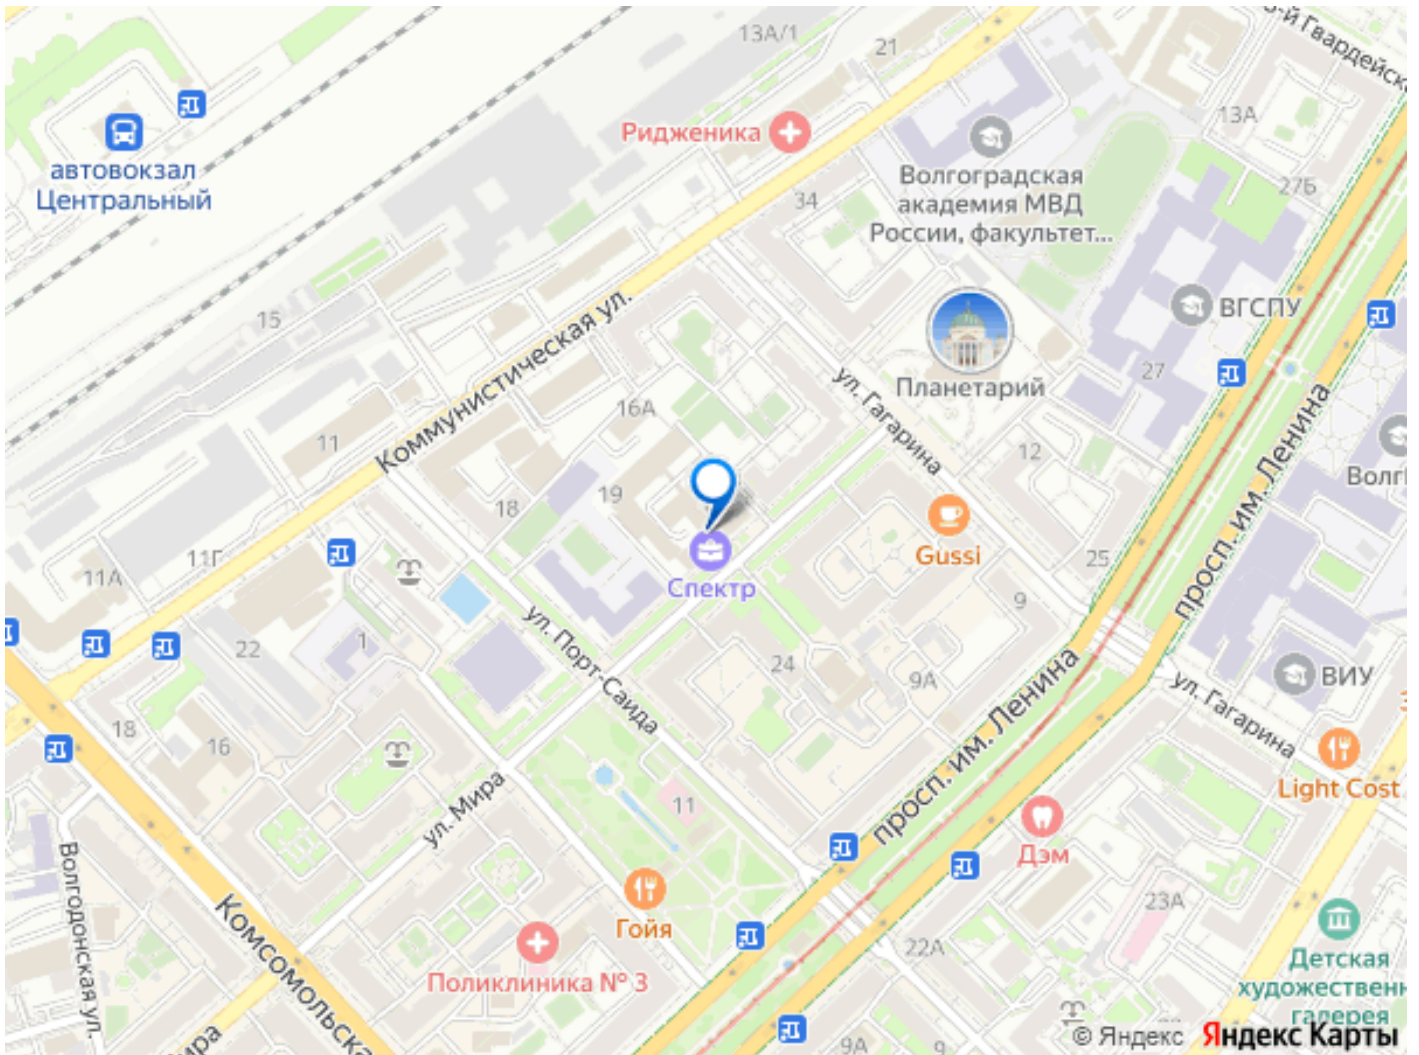 3-й Гвардейск
13А/1
21
13А
Ридженика
автовокзал
Центральный
Волгоградская
академия МВД
России, факультет...
27Б
34
ВГСПУ
15
Коммунистическая ул.
Планетарий
27
ул. Гагарина
16А
11
12
просп. им. Ленина
Волг
19
18
Gussi
25
11Г
11А
Спектр
9
1
22
ул. Порт-Саида
24
9А
ВИУ
ул. Гагарина
просп. им. Ленина
18
16
Light Cost
11
ул. Мира
Дэм
Волгодонская ул.
23А
Гойя
Комсомольска
22А
Поликлиника № 3
Детская
художественн
галерея
ира
9А
9
© Яндекс Яндекс Карты